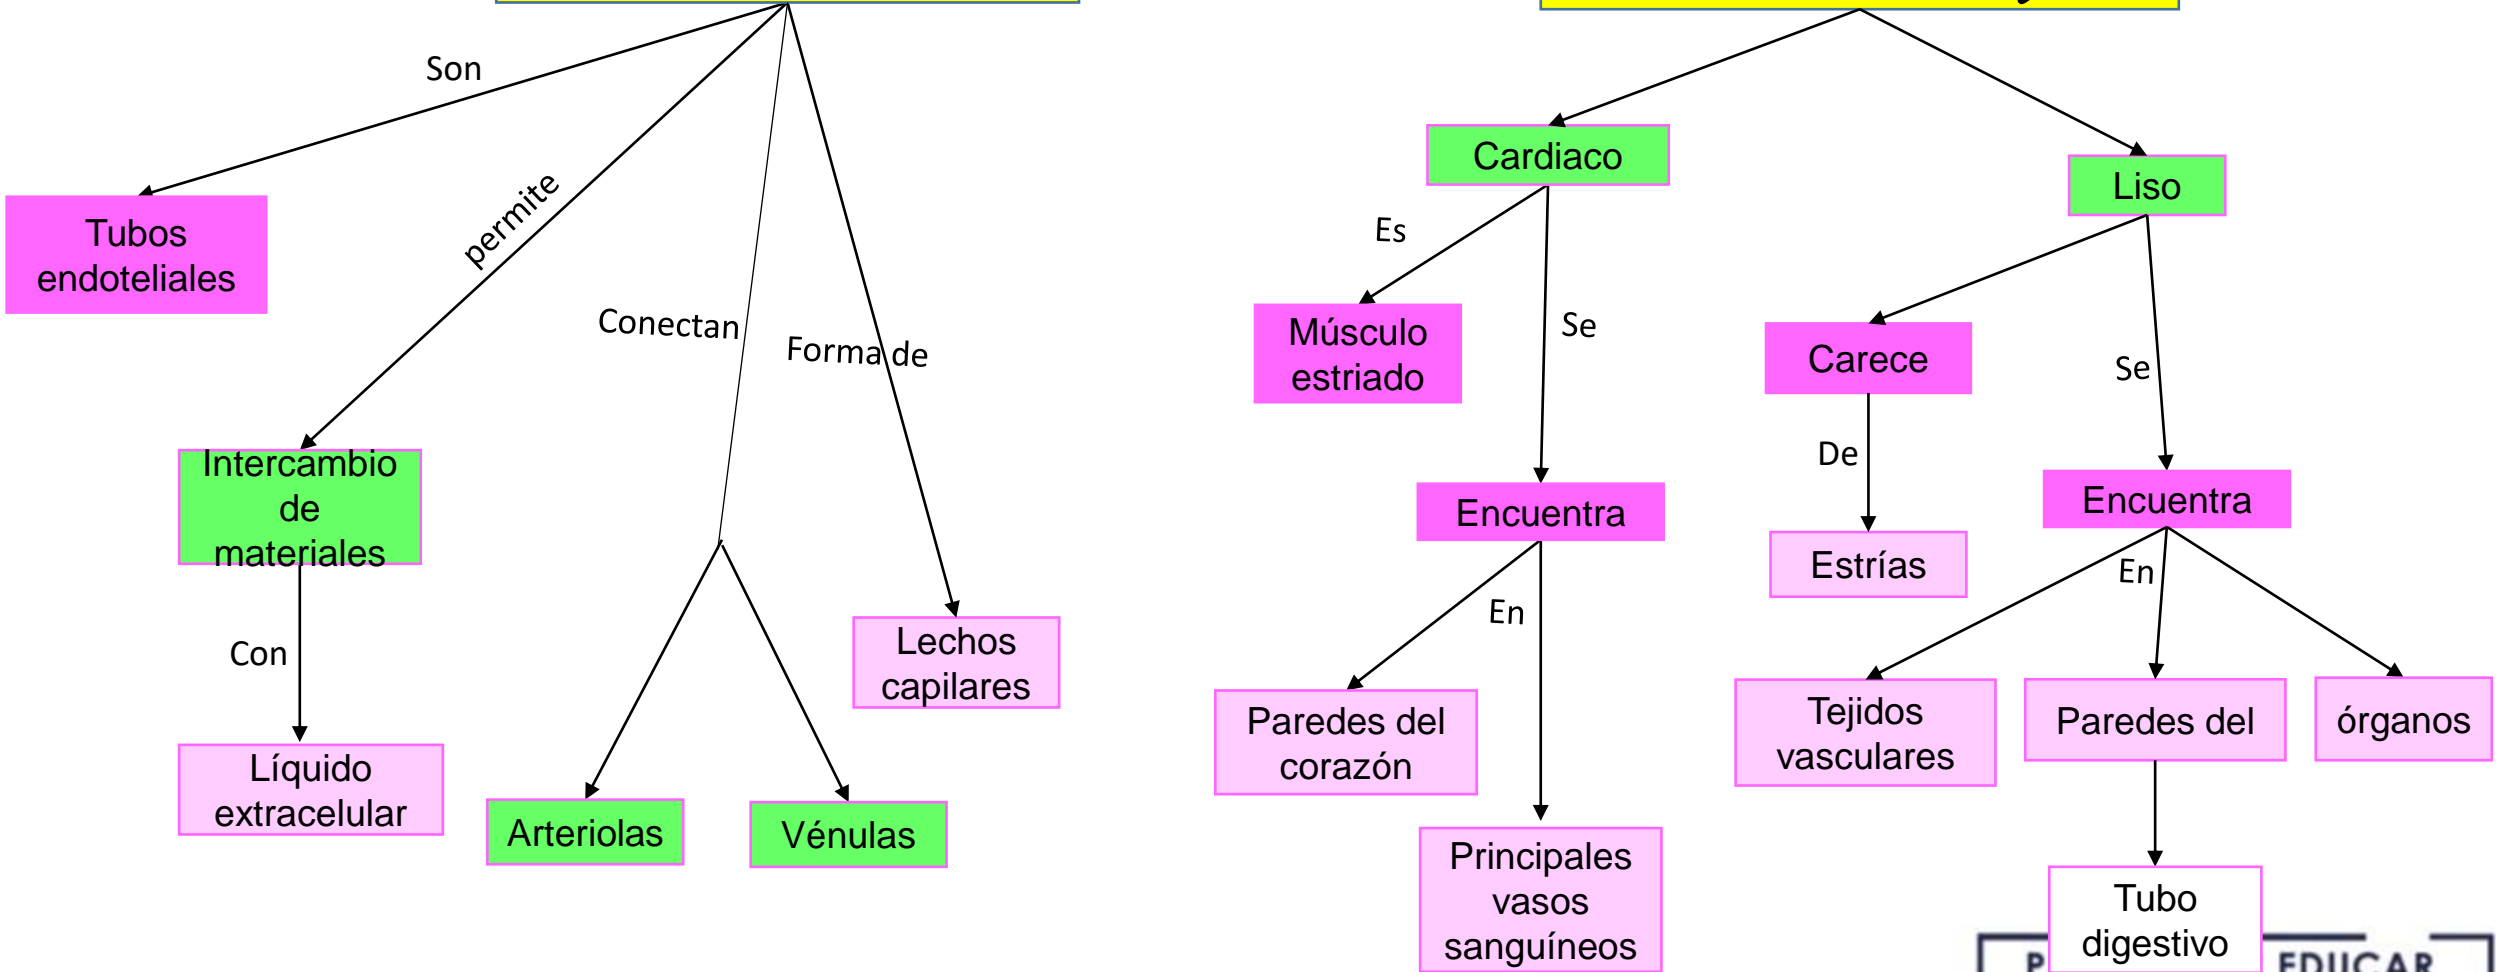 Son
Tubos
endoteliales
permite
Intercambio
de
materiales
Con
Líquido
extracelular
Conectan
Arteriolas
Vénulas
Forma de
Lechos
capilares
Cardiaco
Es
Músculo
estriado
Se
Encuentra
En
Paredes del
corazón
Principales
vasos
sanguíneos
Liso
Carece
De
Estrías
Se
Encuentra
En
Tejidos
vasculares
Paredes del
Tubo
digestivo
órganos
EDUCAR